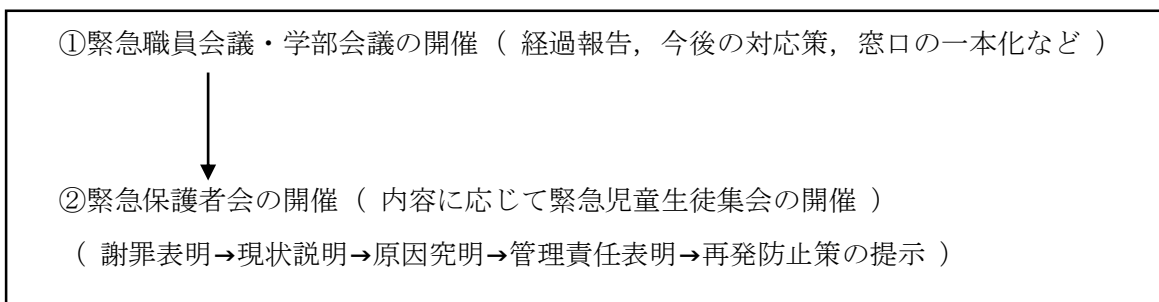 ①緊急職員会議・学部会議の開催（ 経過報告，今後の対応策，窓口の一本化など ）
②緊急保護者会の開催（ 内容に応じて緊急児童生徒集会の開催 ）
（ 謝罪表明→現状説明→原因究明→管理責任表明→再発防止策の提示 ）